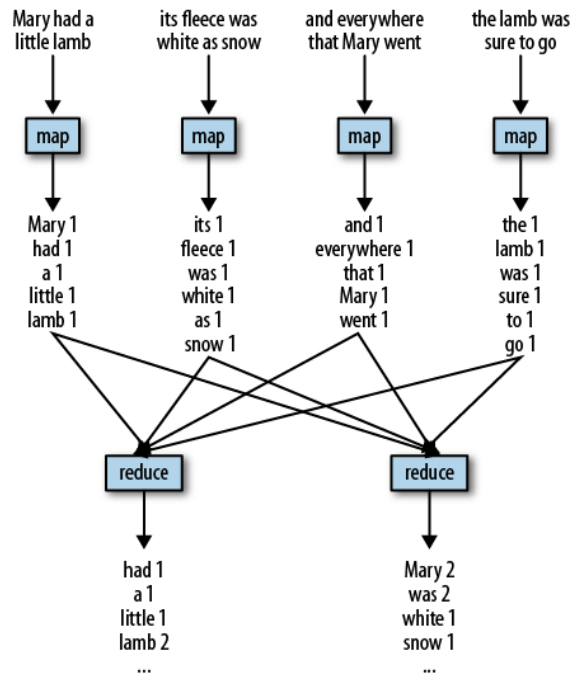 Mary had a
little lamb
its fleece was
white as snow
and everywhere
that Mary went
the lamb was
sure to go
map
map
map
map
Mary 1
had 1
a 1
little 1
lamb 1
its 1
fleece 1
was 1
white 1
as 1
snow 1
and 1
everywhere 1
that 1
Mary 1
went 1
the 1
lamb 1
was 1
sure 1
to 1
go 1
reduce
reduce
had 1
a 1
little 1
lamb 2
...
Mary 2
was 2
white 1
snow 1
...